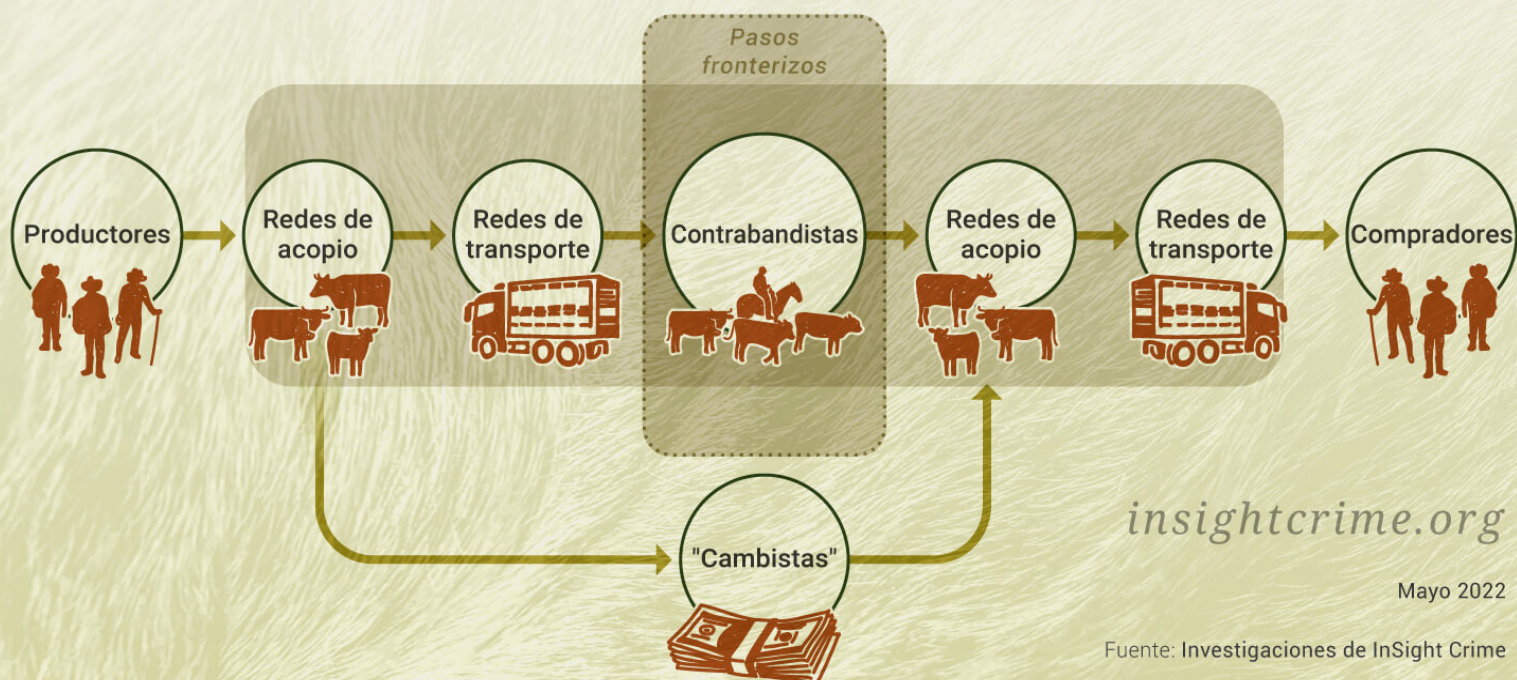 Pasos
fronterizos
Productores
Redes de
acopio
Redes de
transporte
Contrabandistas
Redes de
acopio
Redes de
transporte
Compradores
"Cambistas"
insightcrime.org
Mayo 2022
Fuente: Investigaciones de InSight Crime